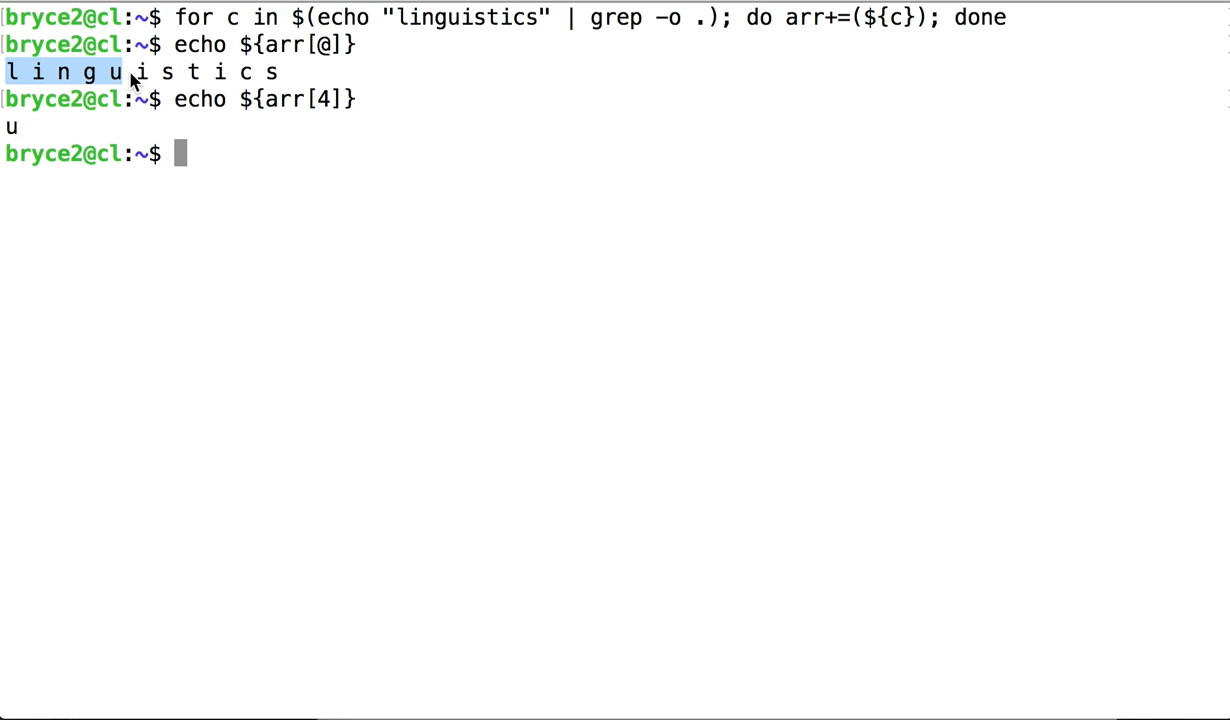 bryce2@cl:~$ for c in $(echo "linguistics" | grep -o .); do arr+=(${c}); done
bryce2@cl:~$ echo ${arr[@]}
l i n g u i s t i c s
bryce2@cl:~$ echo ${arr[4]}
u
bryce2@cl:~$